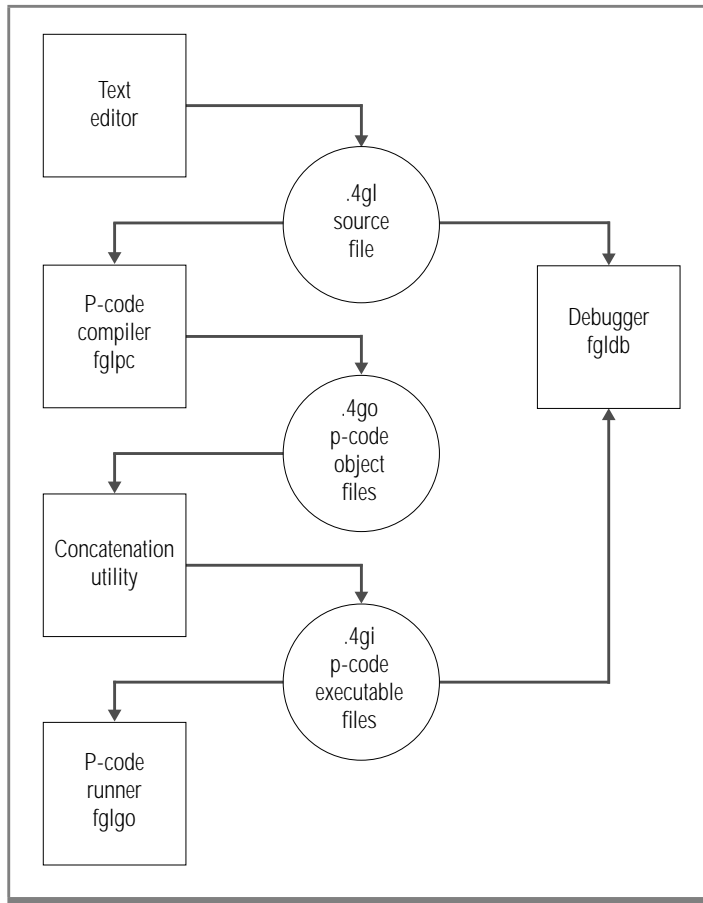 Text
editor
.4gl
source
file
P-code
compiler
fglpc
Debugger
fgldb
.4go
p-code
object
files
Concatenation
utility
.4gi
p-code
executable
files
P-code
runner
fglgo